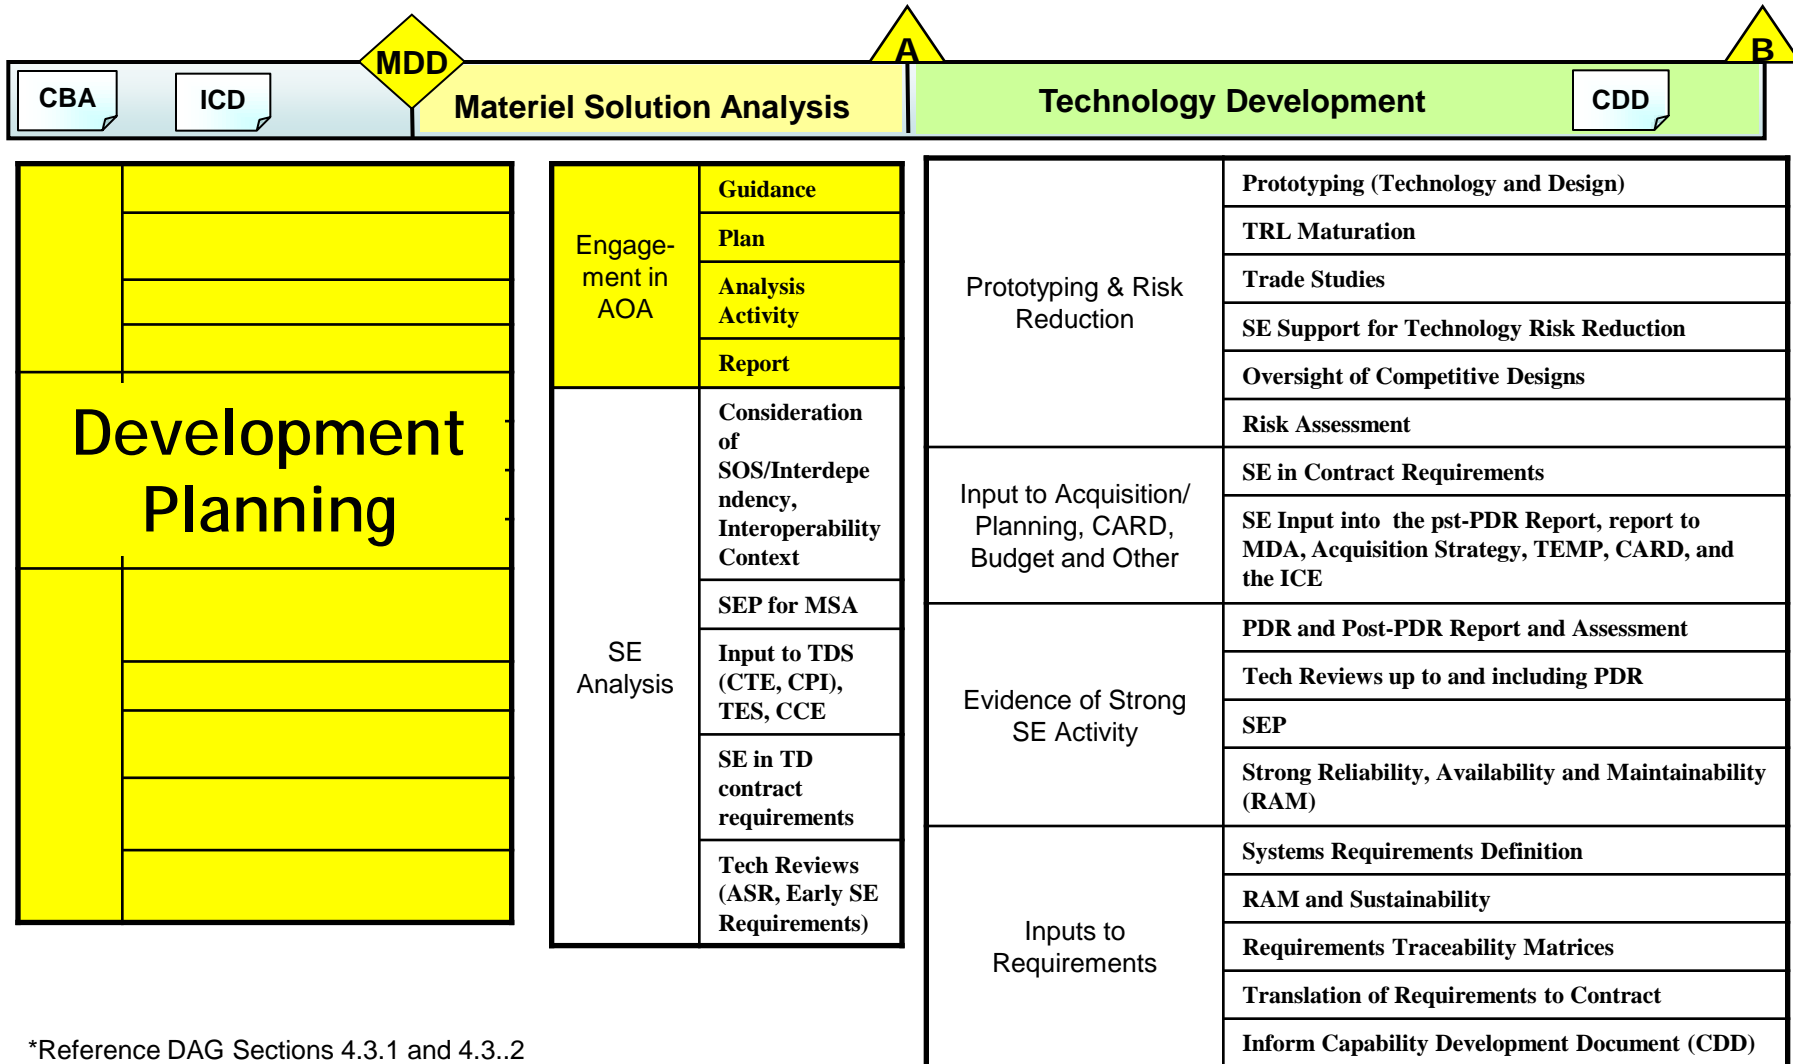 MDD
A
B
CBA
ICD
Materiel Solution Analysis
Technology Development
CDD
Development
Planning
Engage-
ment in
AOA
Guidance
Plan
Analysis
Activity
Report
SE
Analysis
Consideration
of
SOS/Interdepe
ndency,
Interoperability
Context
SEP for MSA
Input to TDS
(CTE, CPI),
TES, CCE
SE in TD
contract
requirements
Tech Reviews
(ASR, Early SE
Requirements)
Prototyping & Risk
Reduction
Prototyping (Technology and Design)
TRL Maturation
Trade Studies
SE Support for Technology Risk Reduction
Oversight of Competitive Designs
Risk Assessment
Input to Acquisition/
Planning, CARD,
Budget and Other
SE in Contract Requirements
SE Input into the pst-PDR Report, report to
MDA, Acquisition Strategy, TEMP, CARD, and
the ICE
Evidence of Strong
SE Activity
PDR and Post-PDR Report and Assessment
Tech Reviews up to and including PDR
SEP
Strong Reliability, Availability and Maintainability
(RAM)
Inputs to
Requirements
Systems Requirements Definition
RAM and Sustainability
Requirements Traceability Matrices
Translation of Requirements to Contract
Inform Capability Development Document (CDD)
*Reference DAG Sections 4.3.1 and 4.3..2